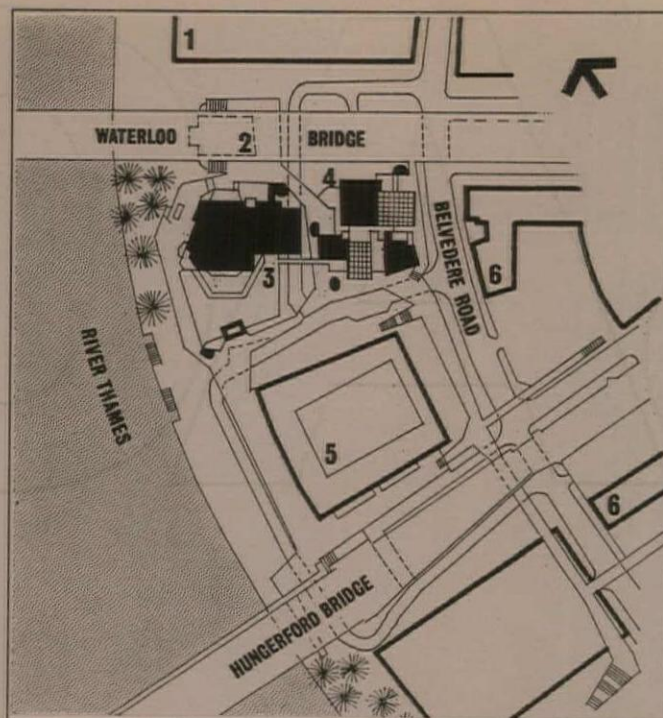 1
WATERLOO 2 BRIDGE
4
3
BELVEDERE ROAD
6
RIVER THAMES
5
6
HUNGERFORD BRIDGE